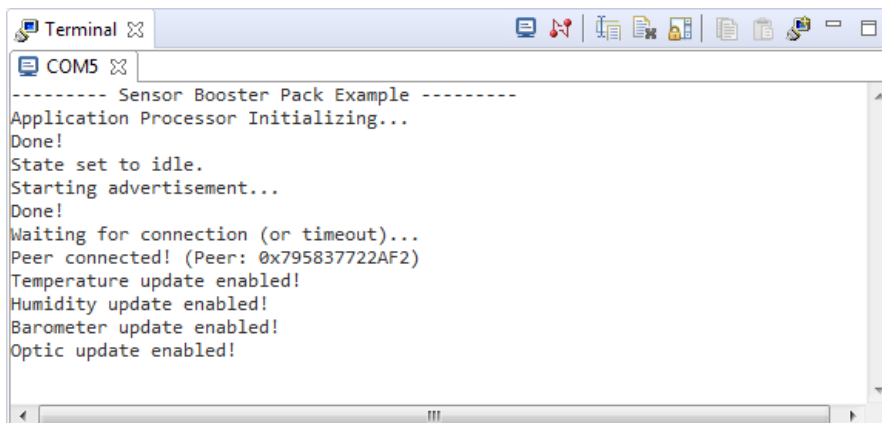 Terminal
COM5
--------- Sensor Booster Pack Example ---------
Application Processor Initializing...
Done!
State set to idle.
Starting advertisement...
Done!
Waiting for connection (or timeout)...
Peer connected! (Peer: 0x795837722AF2)
Temperature update enabled!
Humidity update enabled!
Barometer update enabled!
Optic update enabled!